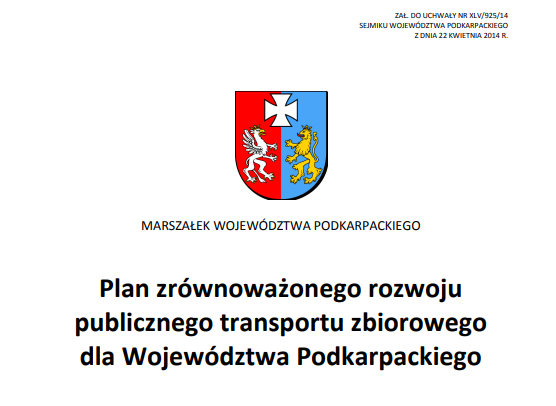 ZAŁ. DO UCHWAŁY NR XLV/925/14
SEJMIKU WOJEWÓDZTWA PODKARPACKIEGO
Z DNIA 22 KWIETNIA 2014 R.
MARSZAŁEK WOJEWÓDZTWA PODKARPACKIEGO
Plan zrównoważonego rozwoju
publicznego transportu zbiorowego
dla Województwa Podkarpackiego